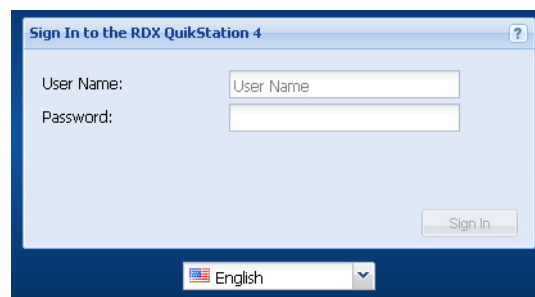 Sign In to the RDX QuikStation 4 ?
User Name: User Name
Password:
Sign In
English